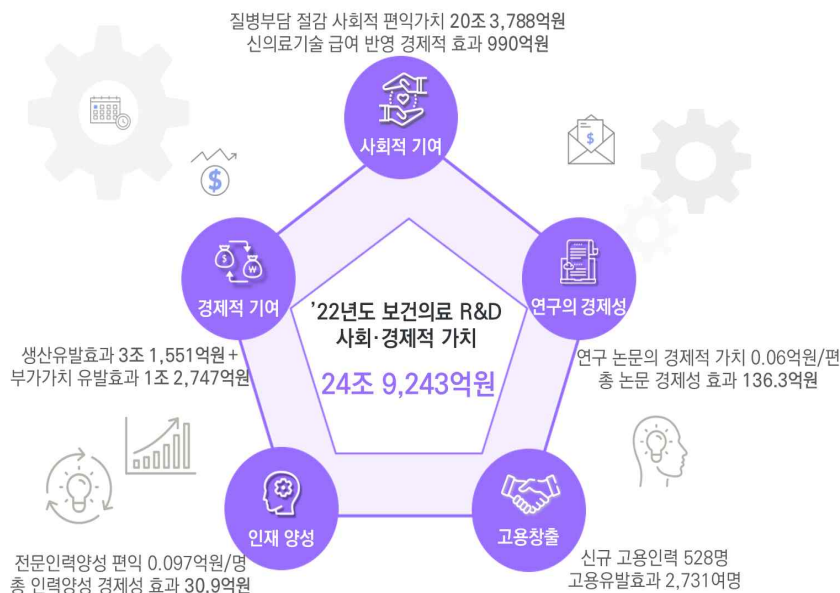 질병부담 절감 사회적 편익가치 20조 3,788억원
신의료기술 급여 반영 경제적 효과 990억원
사회적 기여
경제적 기여
생산유발효과 3조 1,551억원 +
부가가치 유발효과 1조 2,747억원
’22년도 보건의료 R&D
사회·경제적 가치
24조 9,243억원
연구의 경제성
연구 논문의 경제적 가치 0.06억원/편
총 논문 경제성 효과 136.3억원
인재 양성
전문인력양성 편익 0.097억원/명
총 인력양성 경제성 효과 30.9억원
고용창출
신규 고용인력 528명
고용유발효과 2,731여명
$
$
₩
$
$